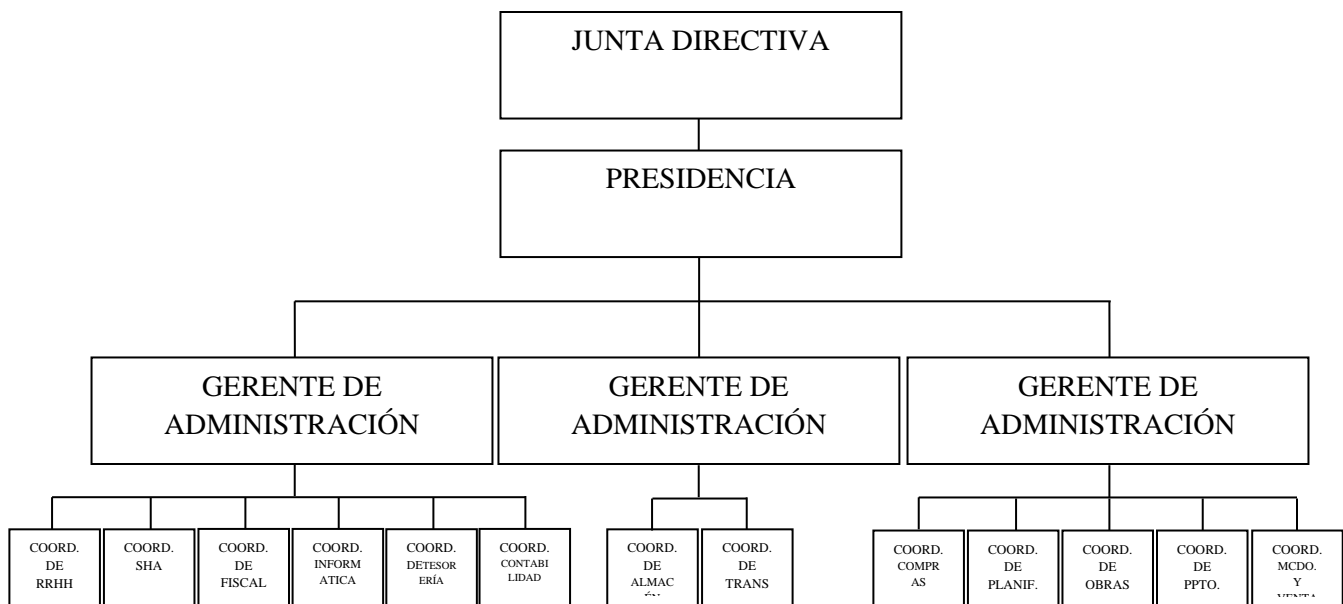 JUNTA DIRECTIVA
PRESIDENCIA
GERENTE DE
ADMINISTRACIÓN
GERENTE DE
ADMINISTRACIÓN
GERENTE DE
ADMINISTRACIÓN
COORD.
DE
RRHH
COORD.
SHA
COORD.
DE
FISCAL
COORD.
INFORM
ATICA
COORD.
DETESOR
ERÍA
COORD.
CONTABI
LIDAD
COORD.
DE
ALMAC
ÉN
COORD.
DE
TRANS
COORD.
COMPR
AS
COORD.
DE
PLANIF.
COORD.
DE
OBRAS
COORD.
DE
PPTO.
COORD.
MCDO.
Y
VENTA